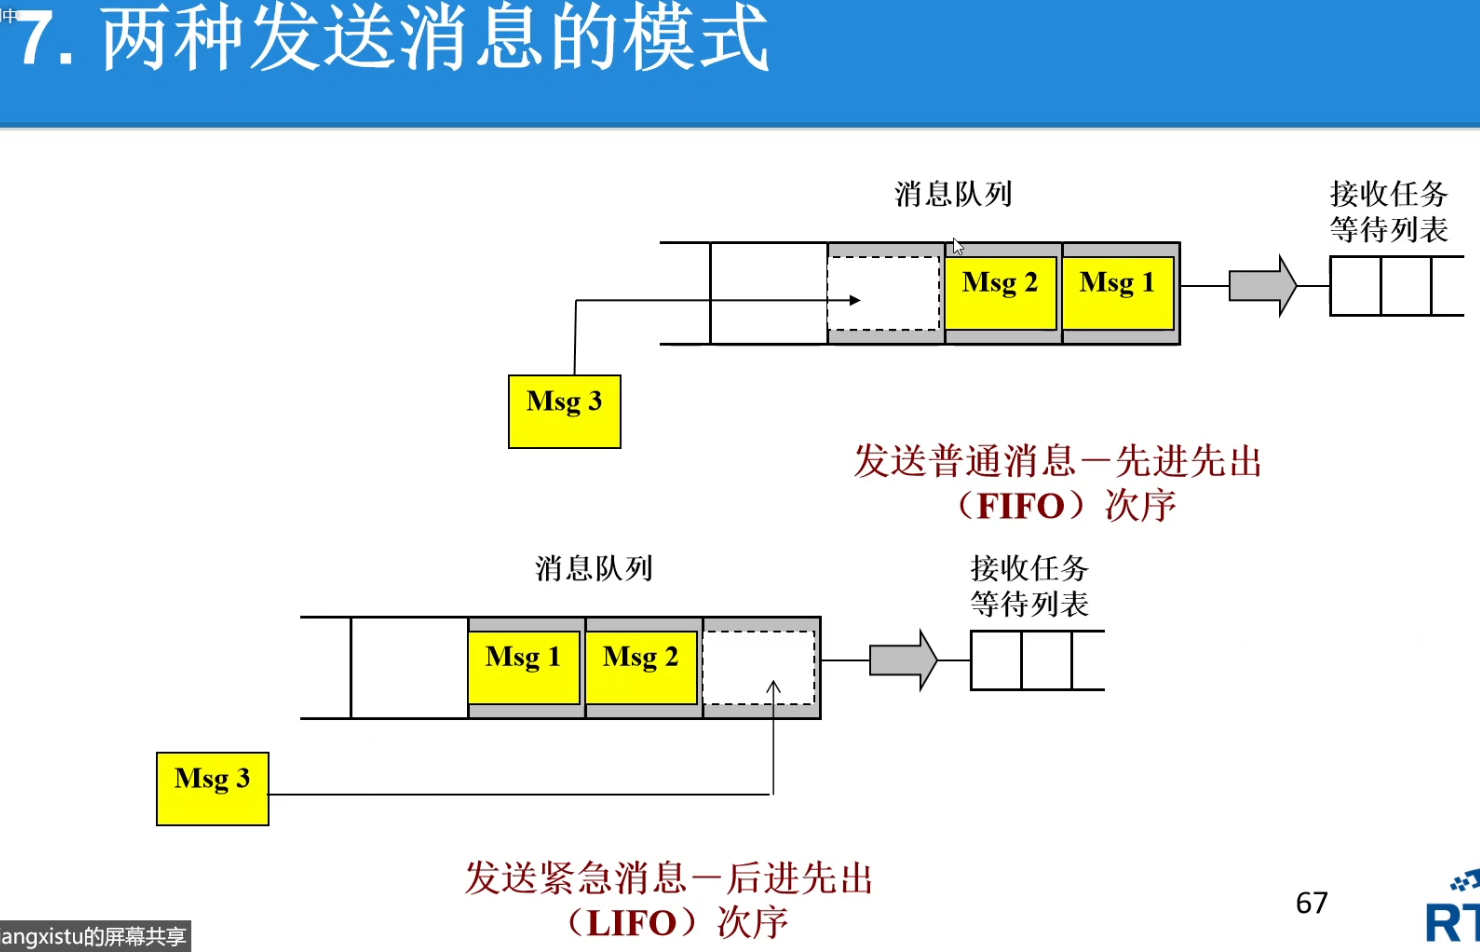 7. 两种发送消息的模式
消息队列
接收任务
等待列表
Msg 2
Msg 1
Msg 3
发送普通消息－先进先出
（FIFO）次序
消息队列
接收任务
等待列表
Msg 1
Msg 2
Msg 3
发送紧急消息－后进先出
（LIFO）次序
67
RT
iangxistu的屏幕共享